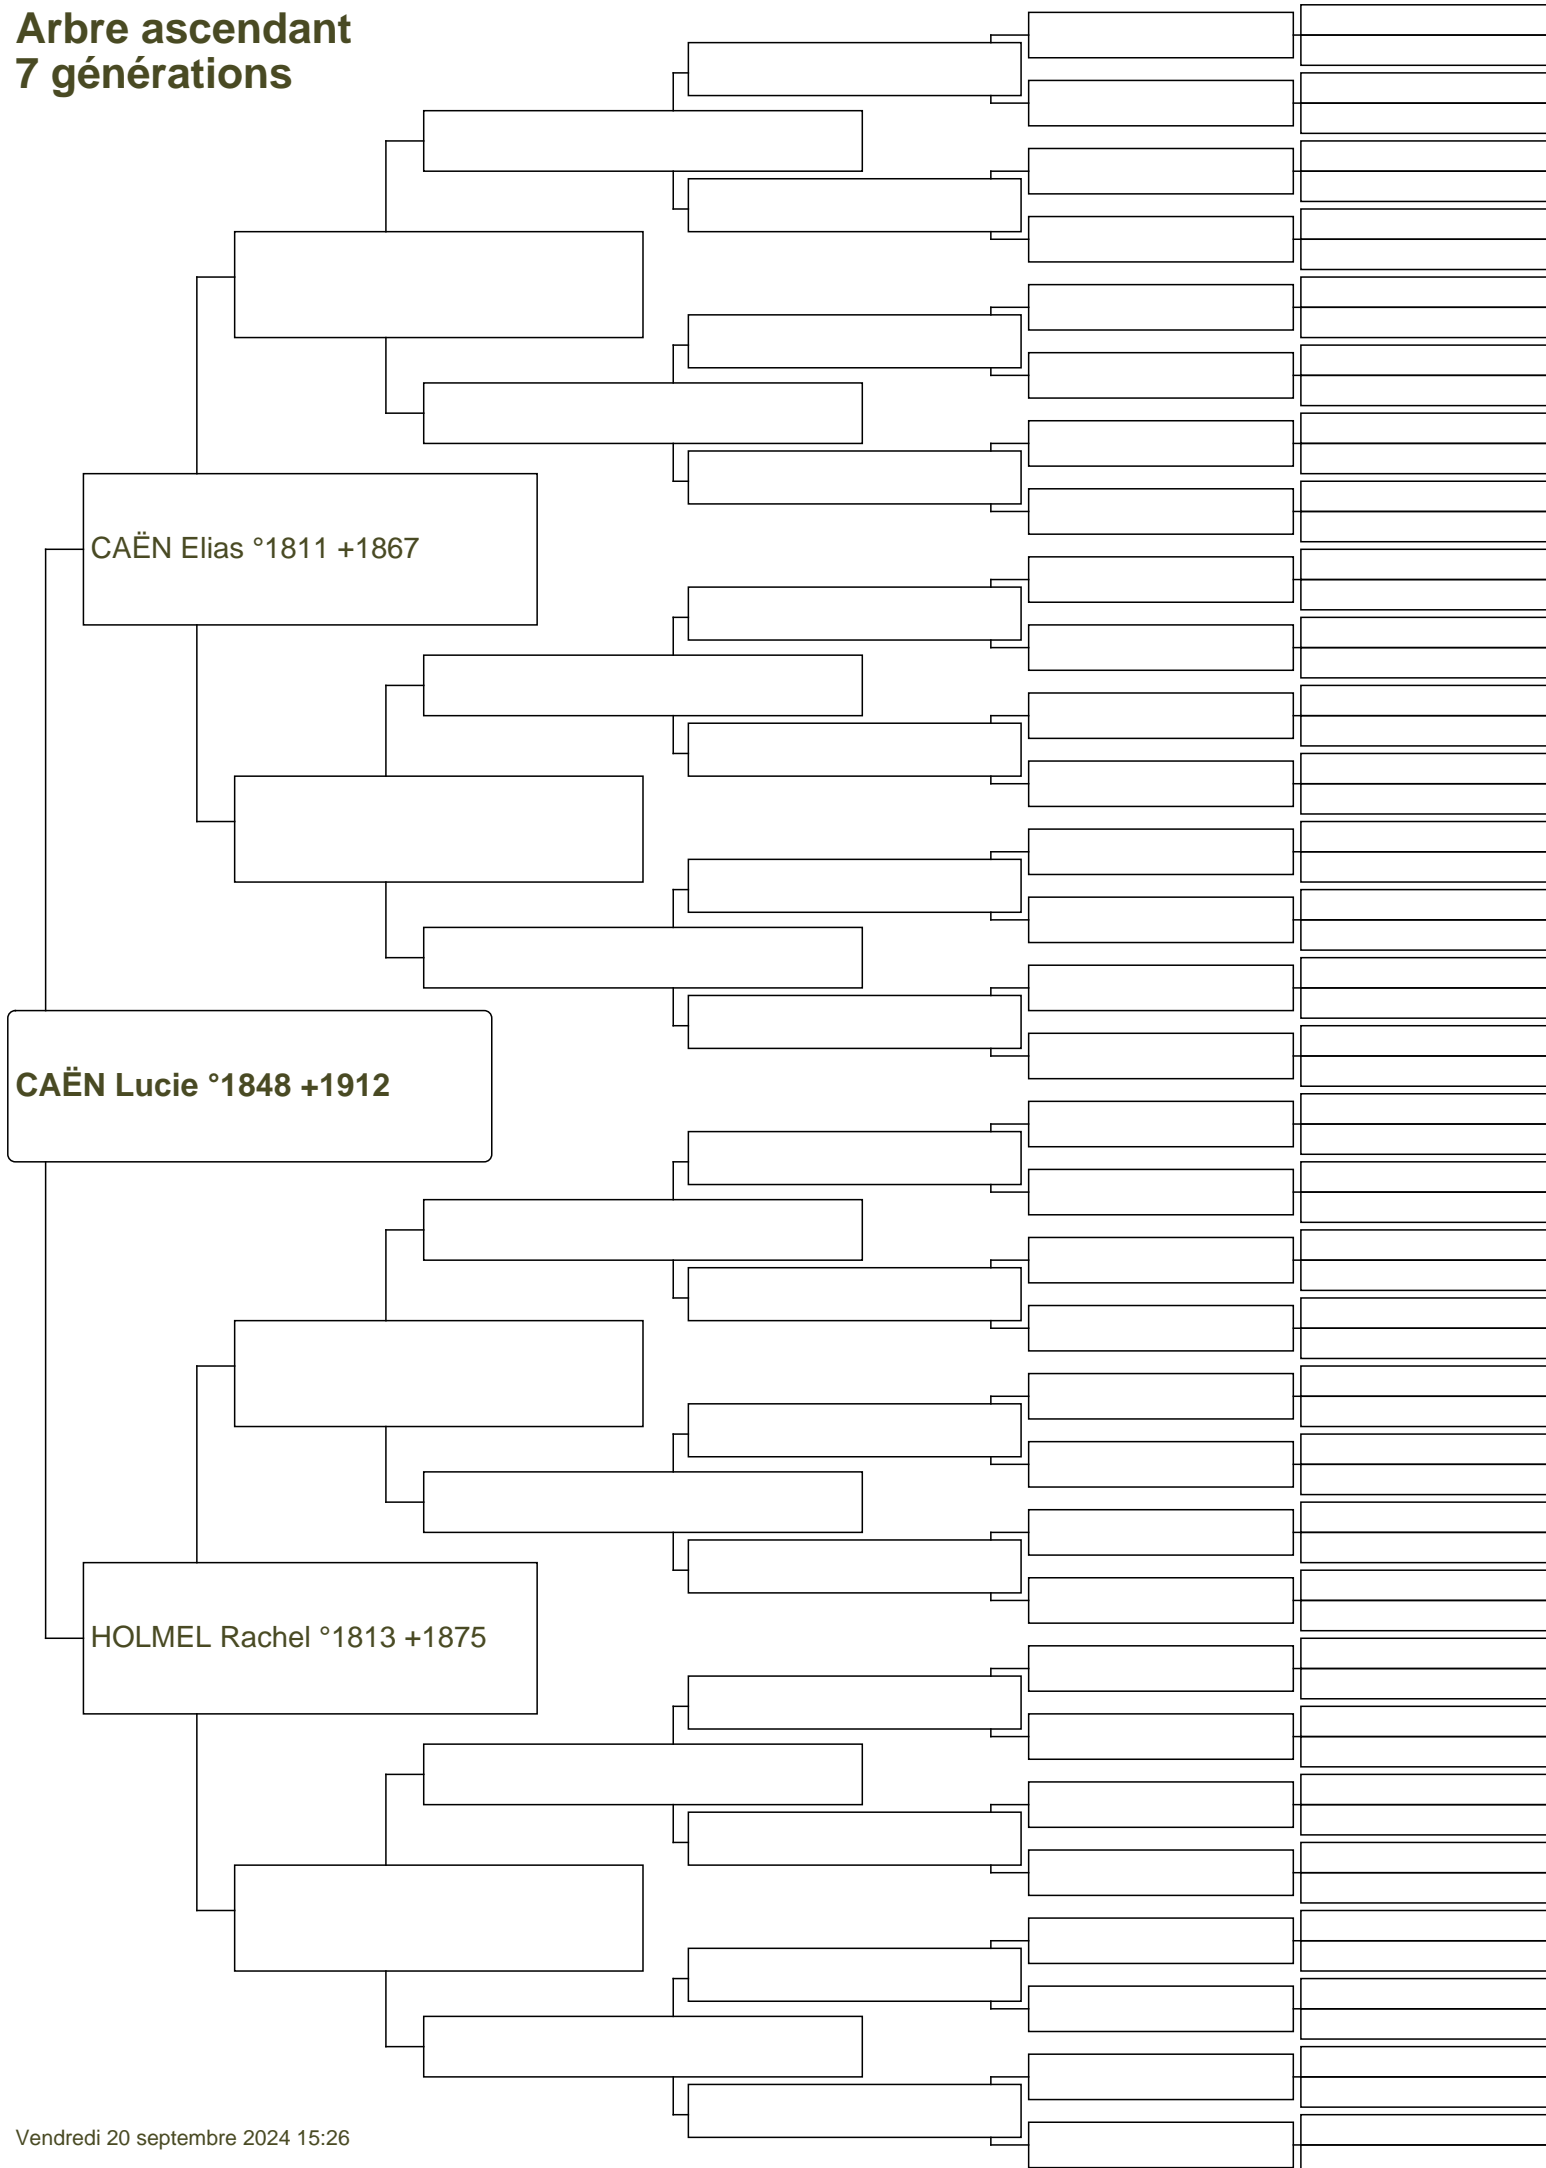 Arbre ascendant
7 générations
CAËN Elias °1811 +1867
CAËN Lucie °1848 +1912
HOLMEL Rachel °1813 +1875
Vendredi 20 septembre 2024 15:26